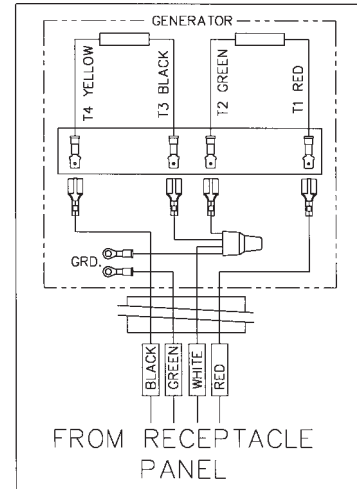 GENERATOR
T4 YELLOW
T3 BLACK
T2 GREEN
T1 RED
GRD.
BLACK
GREEN
WHITE
RED
FROM RECEPTACLE
PANEL